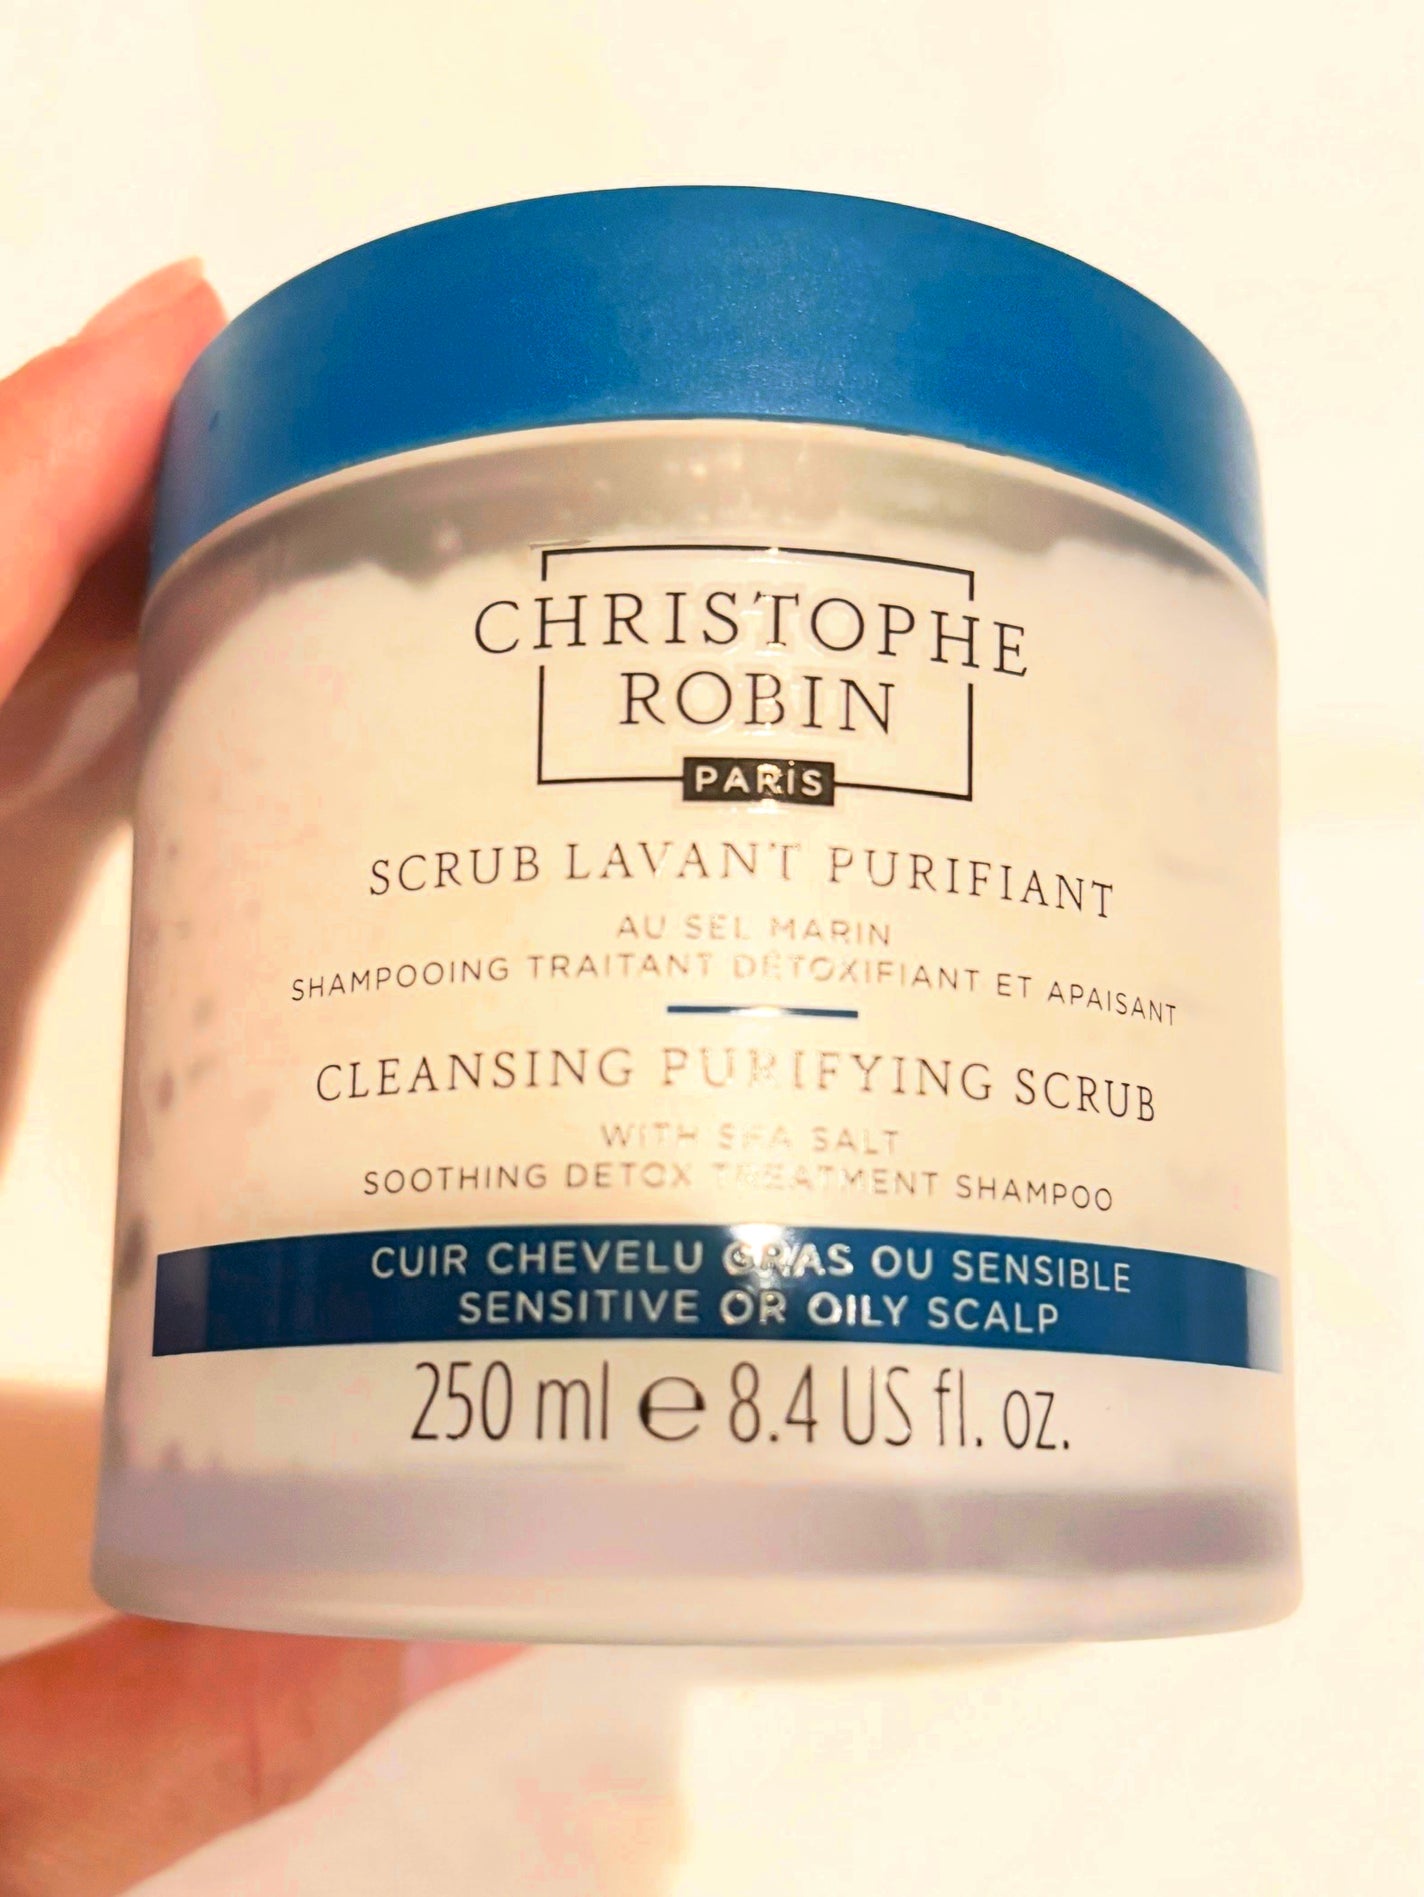 CHRISTOPHE
ROBIN
PARIS
SCRUB LAVANT PURIFIANT
AU SEL MARIN
SHAMPOOING TRAITANT DÉTOXIFIANT ET APAISANT
CLEANSING PURIFYING SCRUB
WITH SEA SALT
SOOTHING DETOX TREATMENT SHAMPOO
CUIR CHEVELU GRAS OU SENSIBLE
SENSITIVE OR OILY SCALP
250 ml e 8.4 US fl. oz.